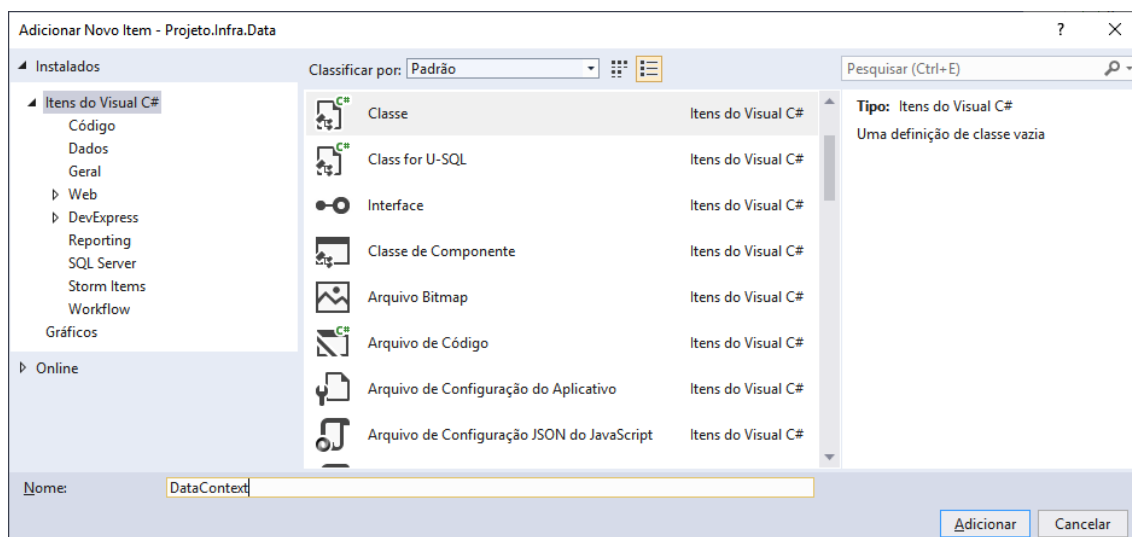 Adicionar Novo Item - Projeto.Infra.Data
?
Instalados
Classificar por: Padrão
Pesquisar (Ctrl+E)
Itens do Visual C#
Código
Dados
Geral
Web
DevExpress
Reporting
SQL Server
Storm Items
Workflow
Gráficos
Online
C# Classe Itens do Visual C#
C# Class for U-SQL Itens do Visual C#
Interface Itens do Visual C#
Classe de Componente Itens do Visual C#
Arquivo Bitmap Itens do Visual C#
C# Arquivo de Código Itens do Visual C#
Arquivo de Configuração do Aplicativo Itens do Visual C#
Arquivo de Configuração JSON do JavaScript Itens do Visual C#
Tipo: Itens do Visual C#
Uma definição de classe vazia
Nome: DataContext
Adicionar Cancelar